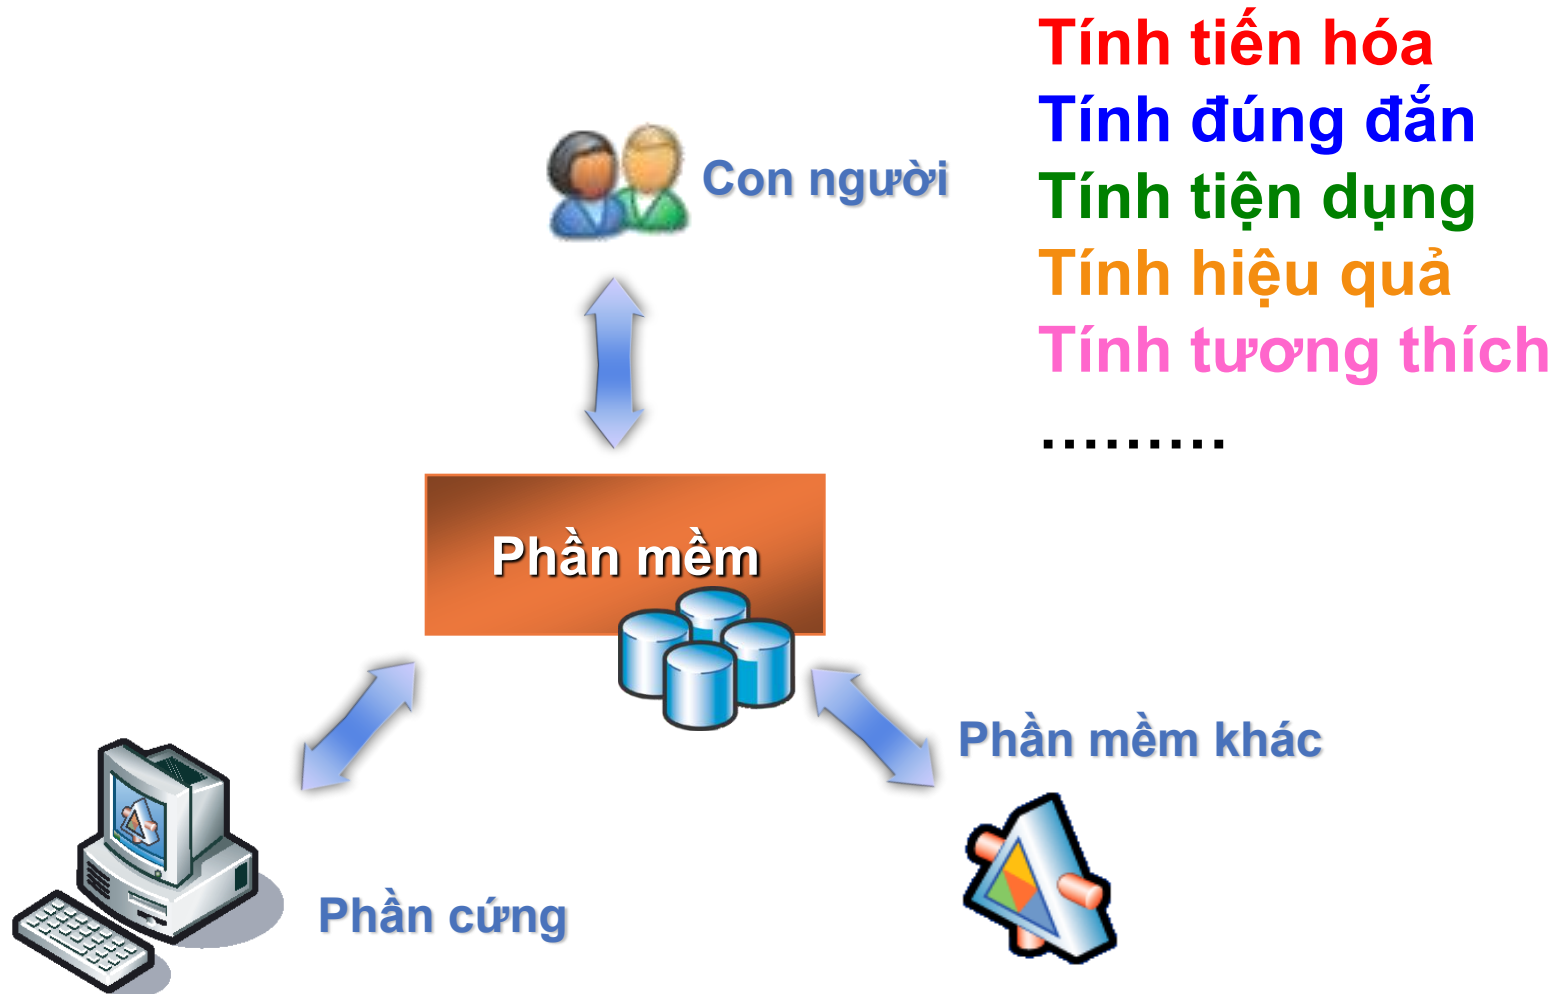 Tính tiến hóa
Tính đúng đắn
Tính tiện dụng
Tính hiệu quả
Tính tương thích
.........
Con người
Phần mềm
Phần mềm khác
Phần cứng